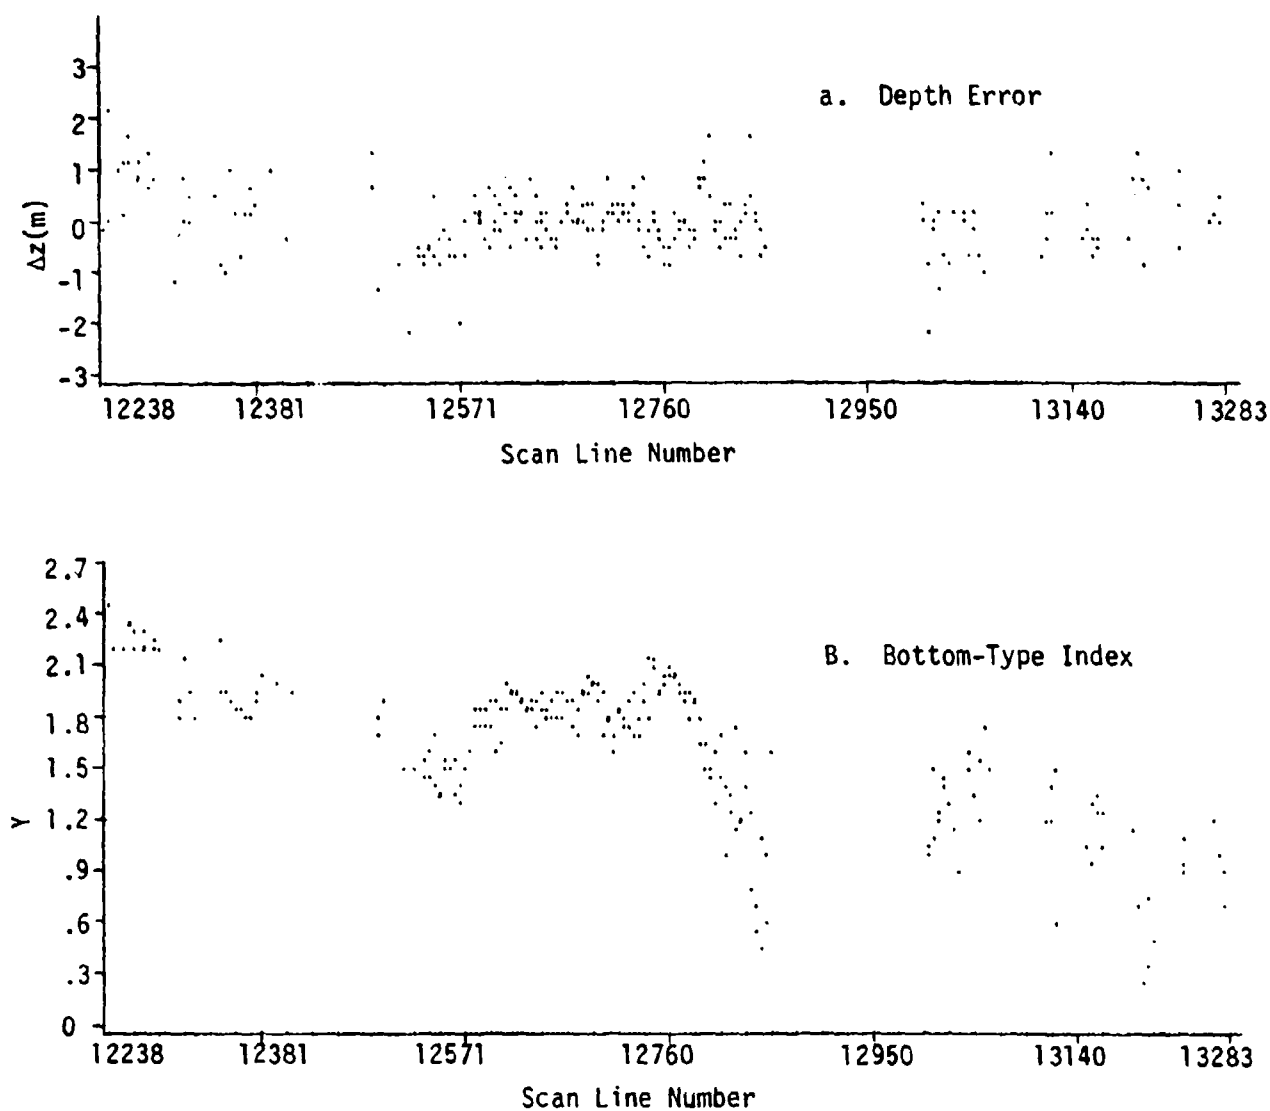 a. Depth Error
3
2
1
0
-1
-2
-3
Δz(m)
12238 12381 12571 12760 12950 13140 13283
Scan Line Number
B. Bottom-Type Index
2.7
2.4
2.1
1.8
1.5
1.2
.9
.6
.3
0
γ
12238 12381 12571 12760 12950 13140 13283
Scan Line Number